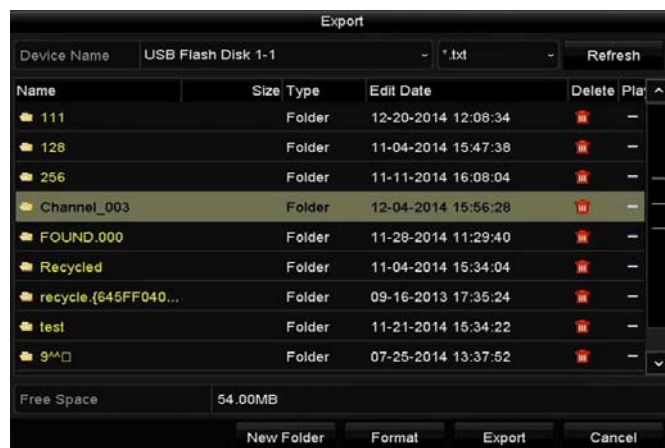 Export
Device Name USB Flash Disk 1-1 *.txt Refresh
Name Size Type Edit Date Delete Play
111 Folder 12-20-2014 12:08:34
128 Folder 11-04-2014 15:47:38
256 Folder 11-11-2014 16:08:04
Channel_003 Folder 12-04-2014 15:56:28
FOUND.000 Folder 11-28-2014 11:29:40
Recycled Folder 11-04-2014 15:34:04
recycle.{645FF040... Folder 09-16-2013 17:35:24
test Folder 11-21-2014 15:34:22
9^^□ Folder 07-25-2014 13:37:52
Free Space 54.00MB
New Folder Format Export Cancel